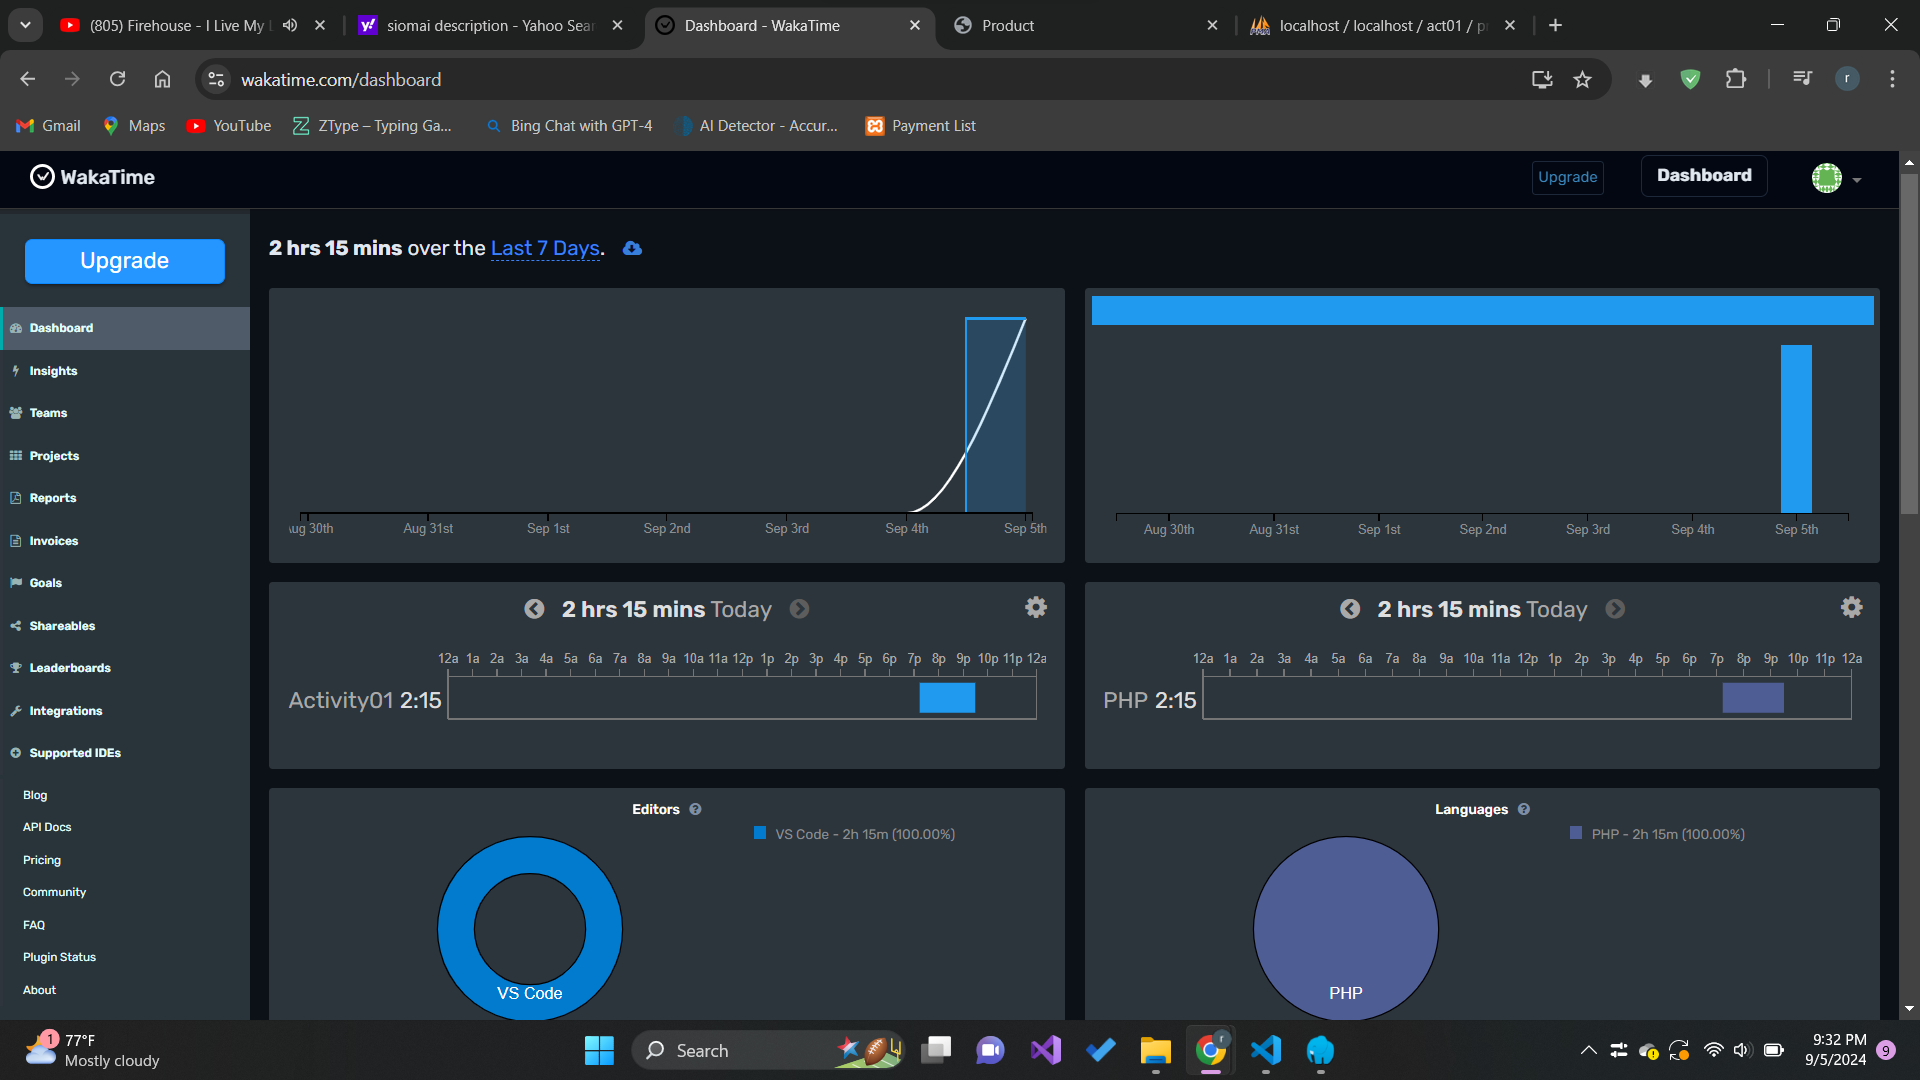 (805) Firehouse - I Live My L
siomai description - Yahoo Sear
Dashboard - WakaTime
Product
localhost / localhost / act01 / pr
wakatime.com/dashboard
r
Gmail
Maps
YouTube
ZType – Typing Ga...
Bing Chat with GPT-4
AI Detector - Accur...
Payment List
WakaTime
Upgrade
Dashboard
Upgrade
Dashboard
Insights
Teams
Projects
Reports
Invoices
Goals
Shareables
Leaderboards
Integrations
Supported IDEs
Blog
API Docs
Pricing
Community
FAQ
Plugin Status
About
2 hrs 15 mins over the Last 7 Days.
Aug 30th Aug 31st Sep 1st Sep 2nd Sep 3rd Sep 4th Sep 5th
Aug 30th Aug 31st Sep 1st Sep 2nd Sep 3rd Sep 4th Sep 5th
2 hrs 15 mins Today
12a 1a 2a 3a 4a 5a 6a 7a 8a 9a 10a 11a 12p 1p 2p 3p 4p 5p 6p 7p 8p 9p 10p 11p 12a
Activity01 2:15
2 hrs 15 mins Today
12a 1a 2a 3a 4a 5a 6a 7a 8a 9a 10a 11a 12p 1p 2p 3p 4p 5p 6p 7p 8p 9p 10p 11p 12a
PHP 2:15
Editors
VS Code - 2h 15m (100.00%)
VS Code
Languages
PHP - 2h 15m (100.00%)
PHP
1
77°F
Mostly cloudy
Search
r
9:32 PM
9/5/2024
9